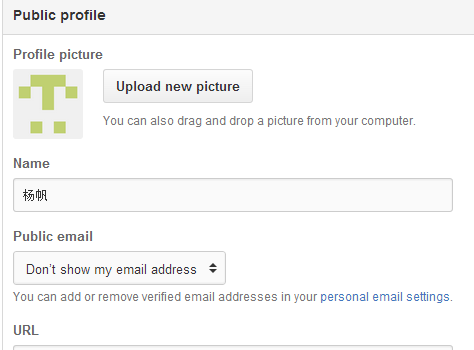 Public profile
Profile picture
Upload new picture
You can also drag and drop a picture from your computer.
Name
杨帆
Public email
Don't show my email address
You can add or remove verified email addresses in your personal email settings.
URL